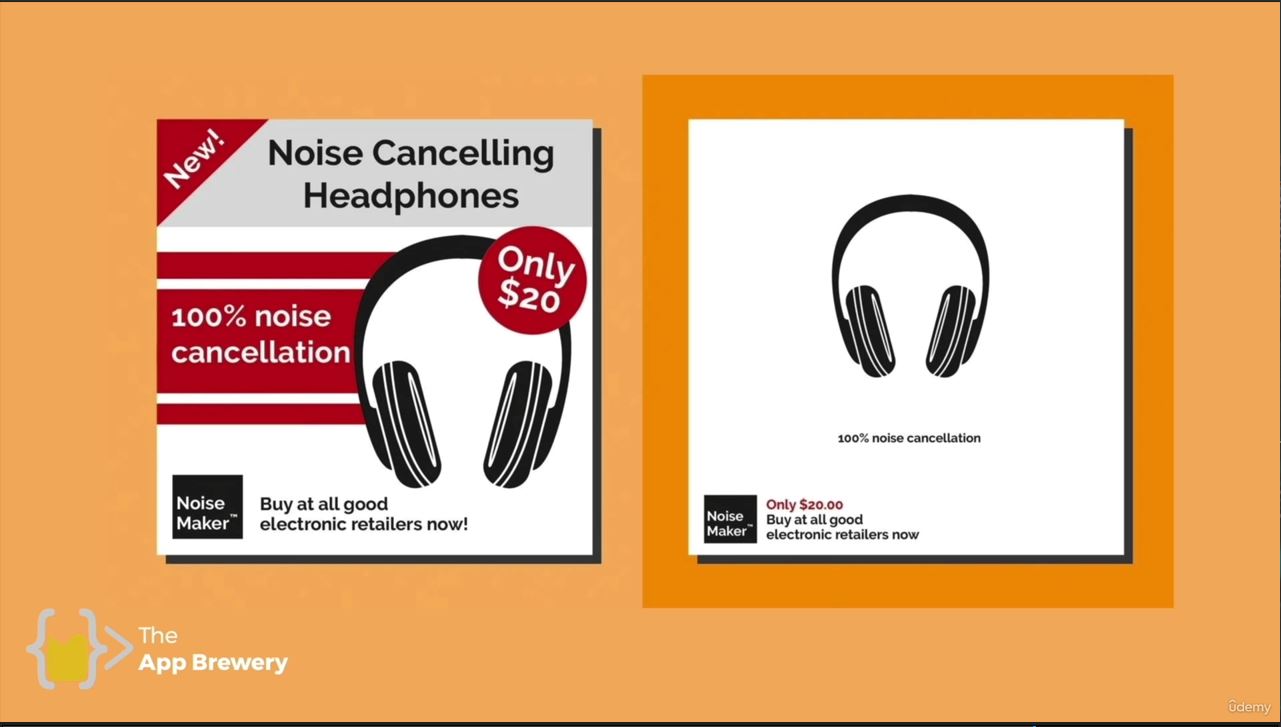 New!
Noise Cancelling
Headphones
Only
$20
100% noise
cancellation
Noise
Maker™
Buy at all good
electronic retailers now!
100% noise cancellation
Noise
Maker™
Only $20.00
Buy at all good
electronic retailers now
The
App Brewery
ûdemy